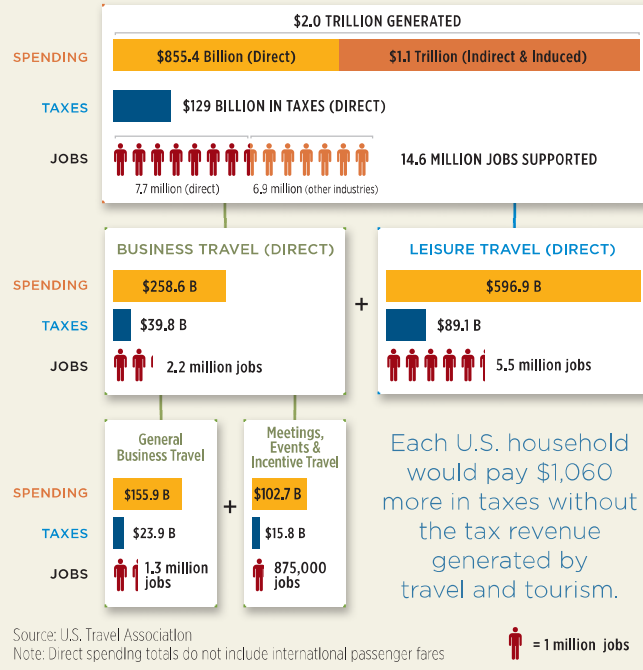 $2.0 TRILLION GENERATED
SPENDING
$855.4 Billion (Direct)
$1.1 Trillion (Indirect & Induced)
TAXES
$129 BILLION IN TAXES (DIRECT)
JOBS
14.6 MILLION JOBS SUPPORTED
7.7 million (direct)
6.9 million (other industries)
BUSINESS TRAVEL (DIRECT)
SPENDING
$258.6 B
TAXES
$39.8 B
JOBS
2.2 million jobs
+
LEISURE TRAVEL (DIRECT)
$596.9 B
$89.1 B
5.5 million jobs
General
Business Travel
SPENDING
$155.9 B
TAXES
$23.9 B
JOBS
1.3 million
jobs
+
Meetings,
Events &
Incentive Travel
$102.7 B
$15.8 B
875,000
jobs
Each U.S. household
would pay $1,060
more in taxes without
the tax revenue
generated by
travel and tourism.
Source: U.S. Travel Association
Note: Direct spending totals do not include international passenger fares
= 1 million jobs